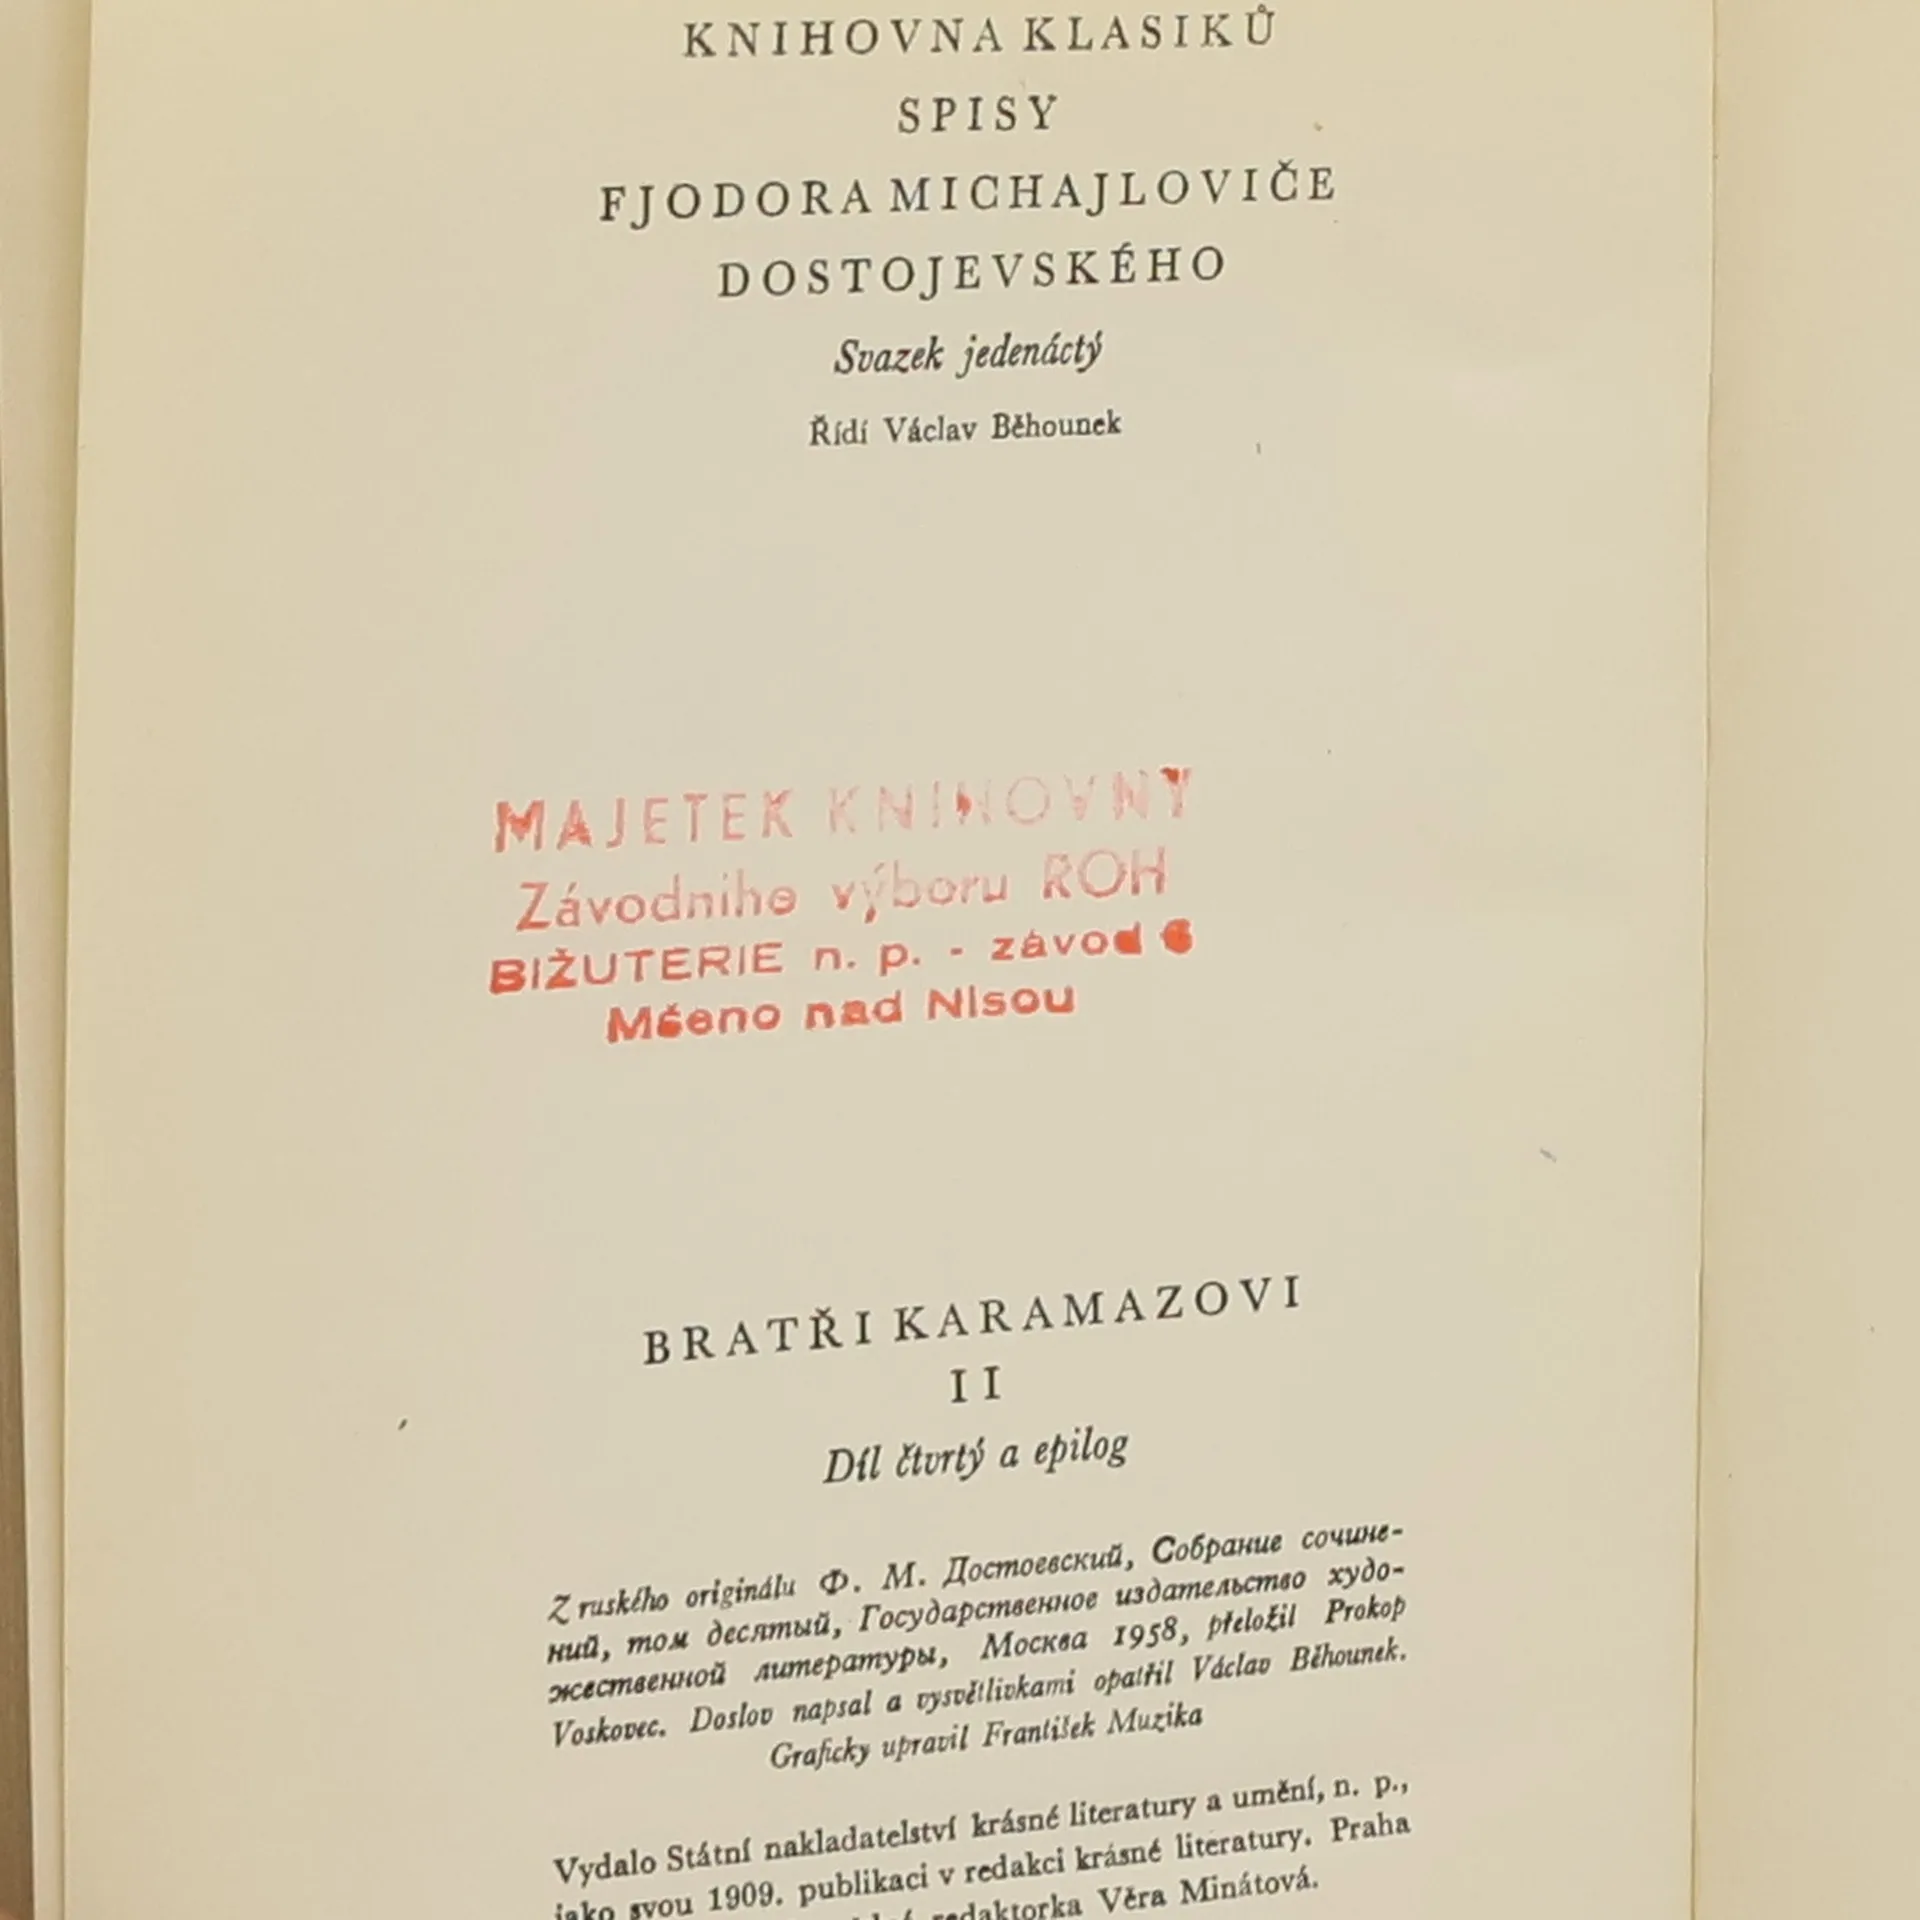 KNIHOVNA KLASIKŮ
SPISY
FJODORA MICHAJLOVIČE
DOSTOJEVSKÉHO
Svazek jedenáctý
Řídí Václav Běhounek
MAJETEK KNIHOVNY
Závodniho výboru ROH
BIŽUTERIE n. p. - závod 6
Mšeno nad Nisou
BRATŘI KARAMAZOVI
II
Díl čtvrtý a epilog
Z ruského originálu Ф. М. Достоевский, Собрание сочине-
ний, том десятый, Государственное издательство худо-
жественной литературы, Москва 1958, přeložil Prokop
Voskovec. Doslov napsal a vysvětlivkami opatřil Václav Běhounek.
Graficky upravil František Muzika
Vydalo Státní nakladatelství krásné literatury a umění, n. p.,
jako svou 1909. publikaci v redakci krásné literatury. Praha
redaktorka Věra Minátová.